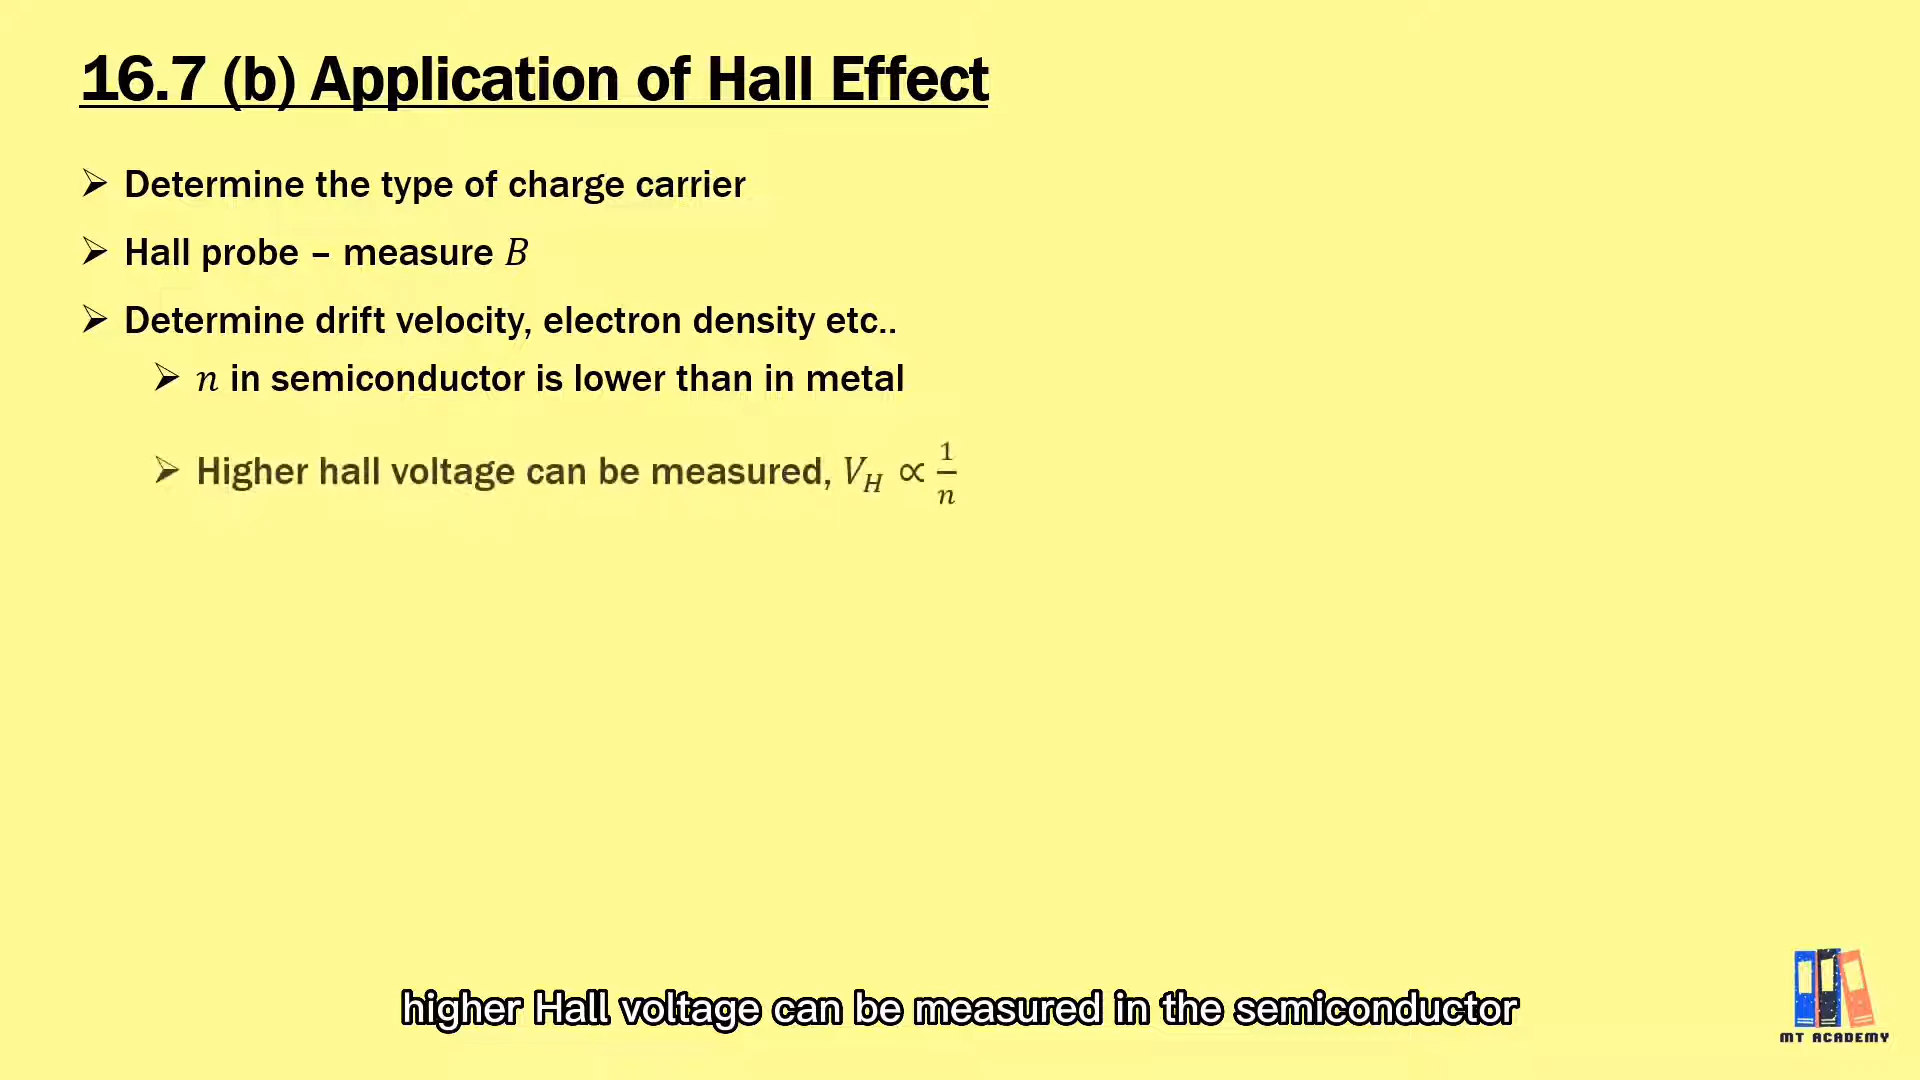 16.7 (b) Application of Hall Effect
➢ Determine the type of charge carrier
➢ Hall probe – measure B
➢ Determine drift velocity, electron density etc..
➢ n in semiconductor is lower than in metal
➢ Higher hall voltage can be measured, V_H ∝ 1/n
higher Hall voltage can be measured in the semiconductor
MT ACADEMY